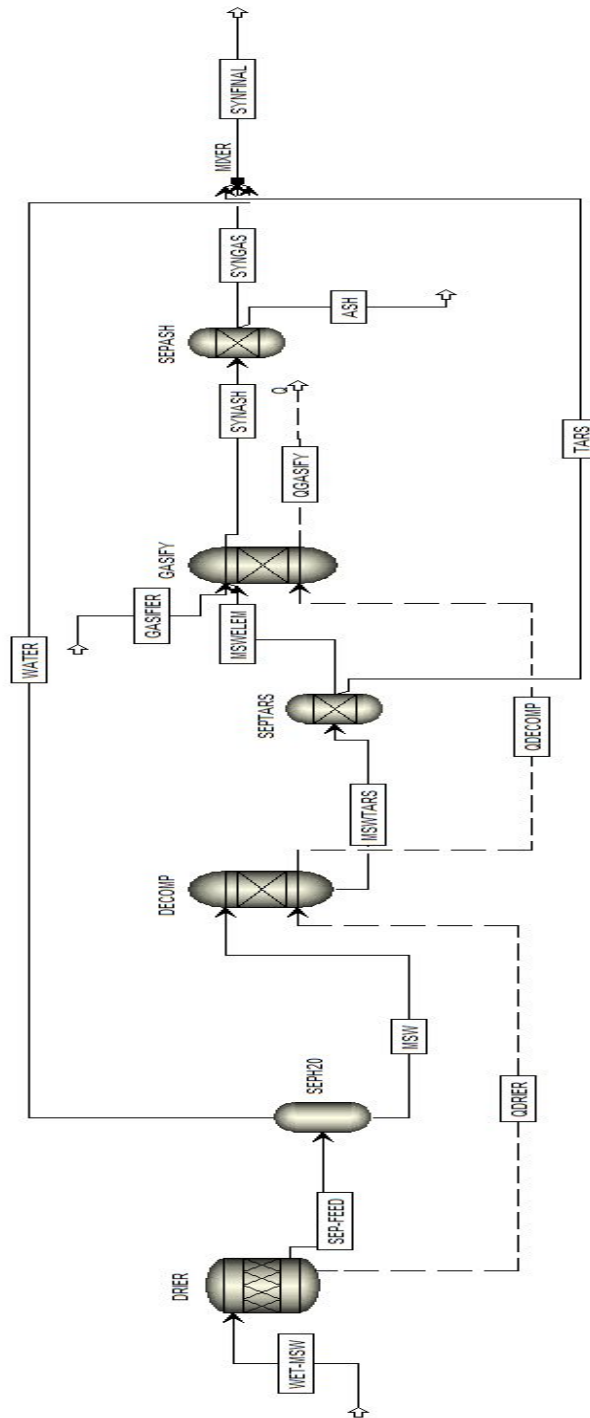 WET-MSW
DRIER
SEP-FEED
QDRIER
SEPH20
MSW
WATER
DECOMP
MSWTARS
QDECOMP
SEPTARS
MSWELEM
GASIFIER
GASIFY
QGASIFY
Q
SYNASH
SEPASH
ASH
SYNGAS
TARS
MIXER
SYNFINAL